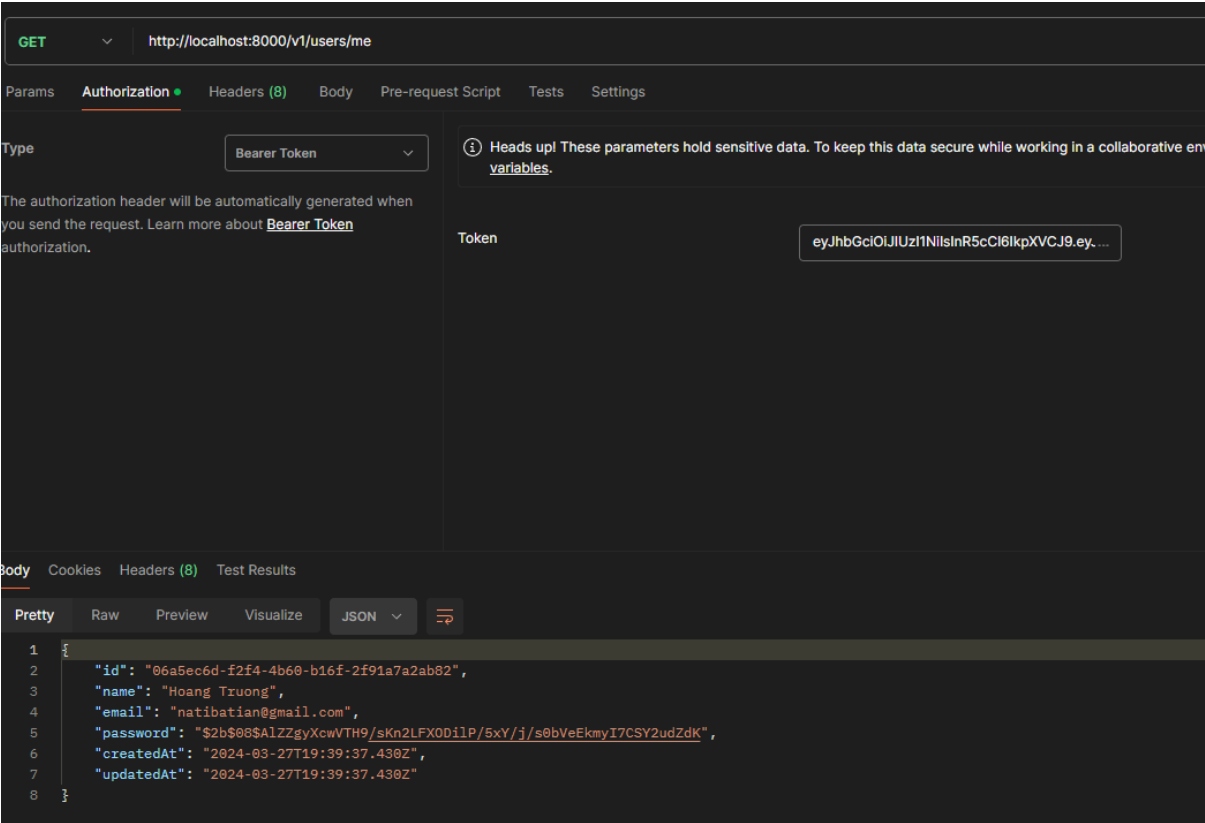 GET http://localhost:8000/v1/users/me
Params Authorization Headers (8) Body Pre-request Script Tests Settings
Type Bearer Token
The authorization header will be automatically generated when
you send the request. Learn more about Bearer Token
authorization.
Heads up! These parameters hold sensitive data. To keep this data secure while working in a collaborative en
variables.
Token eyJhbGciOiJIUzI1NiIsInR5cCI6IkpXVCJ9.ey. ...
Body Cookies Headers (8) Test Results
Pretty Raw Preview Visualize JSON
1 {
2 "id": "06a5ec6d-f2f4-4b60-b16f-2f91a7a2ab82",
3 "name": "Hoang Truong",
4 "email": "natibatian@gmail.com",
5 "password": "$2b$08$AlZZgyXcwVTH9/sKn2LFXODilP/5xY/j/s0bVeEkmyI7CSY2udZdK",
6 "createdAt": "2024-03-27T19:39:37.430Z",
7 "updatedAt": "2024-03-27T19:39:37.430Z"
8 }